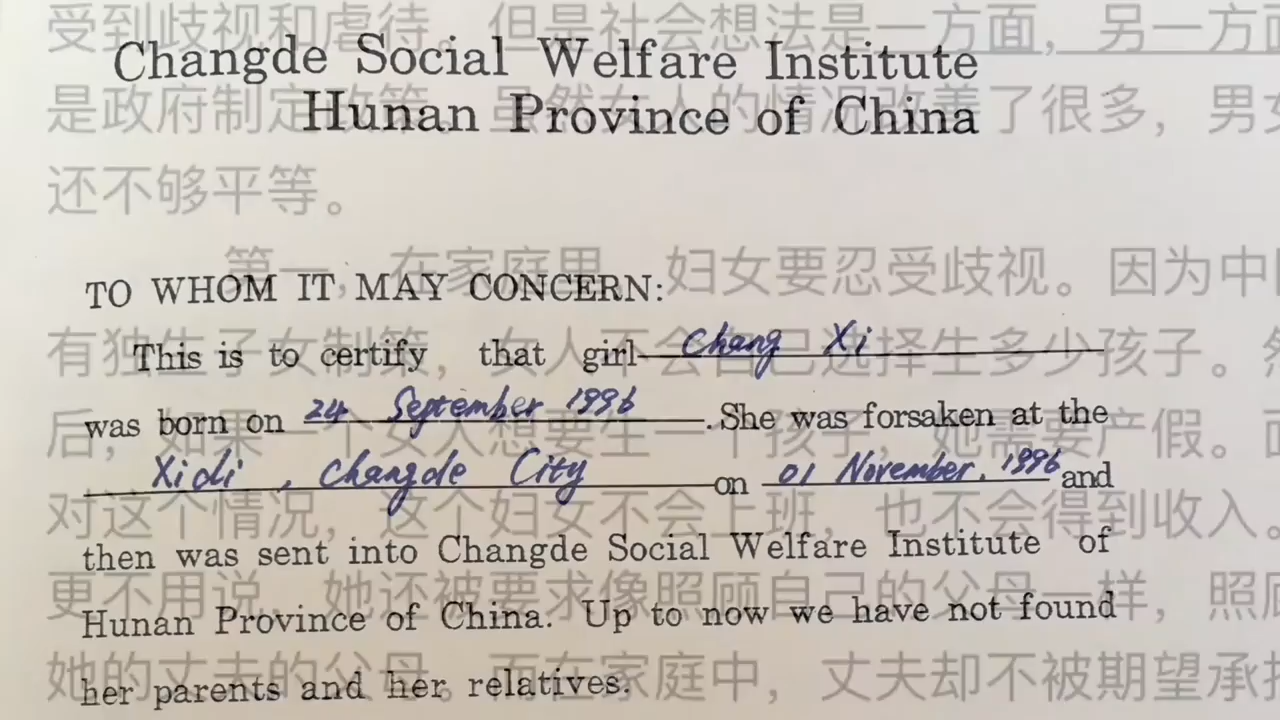 受到歧视和虐待。但是社会想法是一方面，另一方面
Changde Social Welfare Institute
是政府制定政策。虽然女人的情况改善了很多，男女
Hunan Province of China
还不够平等。
第一，在家庭里，妇女要忍受歧视。因为中
TO WHOM IT MAY CONCERN:
有独生子女制策，女人不会自己选择生多少孩子。
This is to certify, that girl Chang Xi
后，如果一个女人想要生一个孩子，她需要产假。
was born on 24 September 1996. She was forsaken at the
Xidi, Changde City on 01 November, 1996 and
对这个情况，这个妇女不会上班，也不会得到收入。
then was sent into Changde Social Welfare Institute of
更不用说，她还被要求像照顾自己的父母一样，照
Hunan Province of China. Up to now we have not found
她的丈夫的父母。而在家庭中，丈夫却不被期望承
her parents and her relatives.